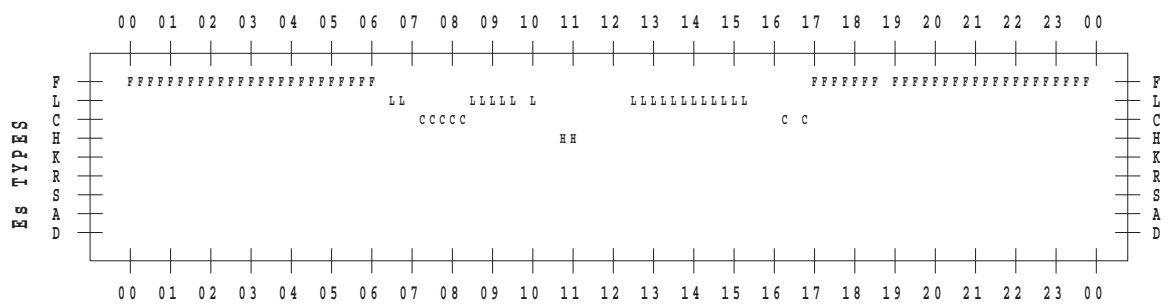 00 01 02 03 04 05 06 07 08 09 10 11 12 13 14 15 16 17 18 19 20 21 22 23 00
F FFFFFFFFFFFFFFFFFFFFFFFFF FFFFFFF FFFFFFFFFFFFFFFFFFFF F
L LL LLLLL L LLLLLLLLLLLL L
C CCCCC C C C
H HH H
K K
R R
S S
A A
D D
Es TYPES
00 01 02 03 04 05 06 07 08 09 10 11 12 13 14 15 16 17 18 19 20 21 22 23 00